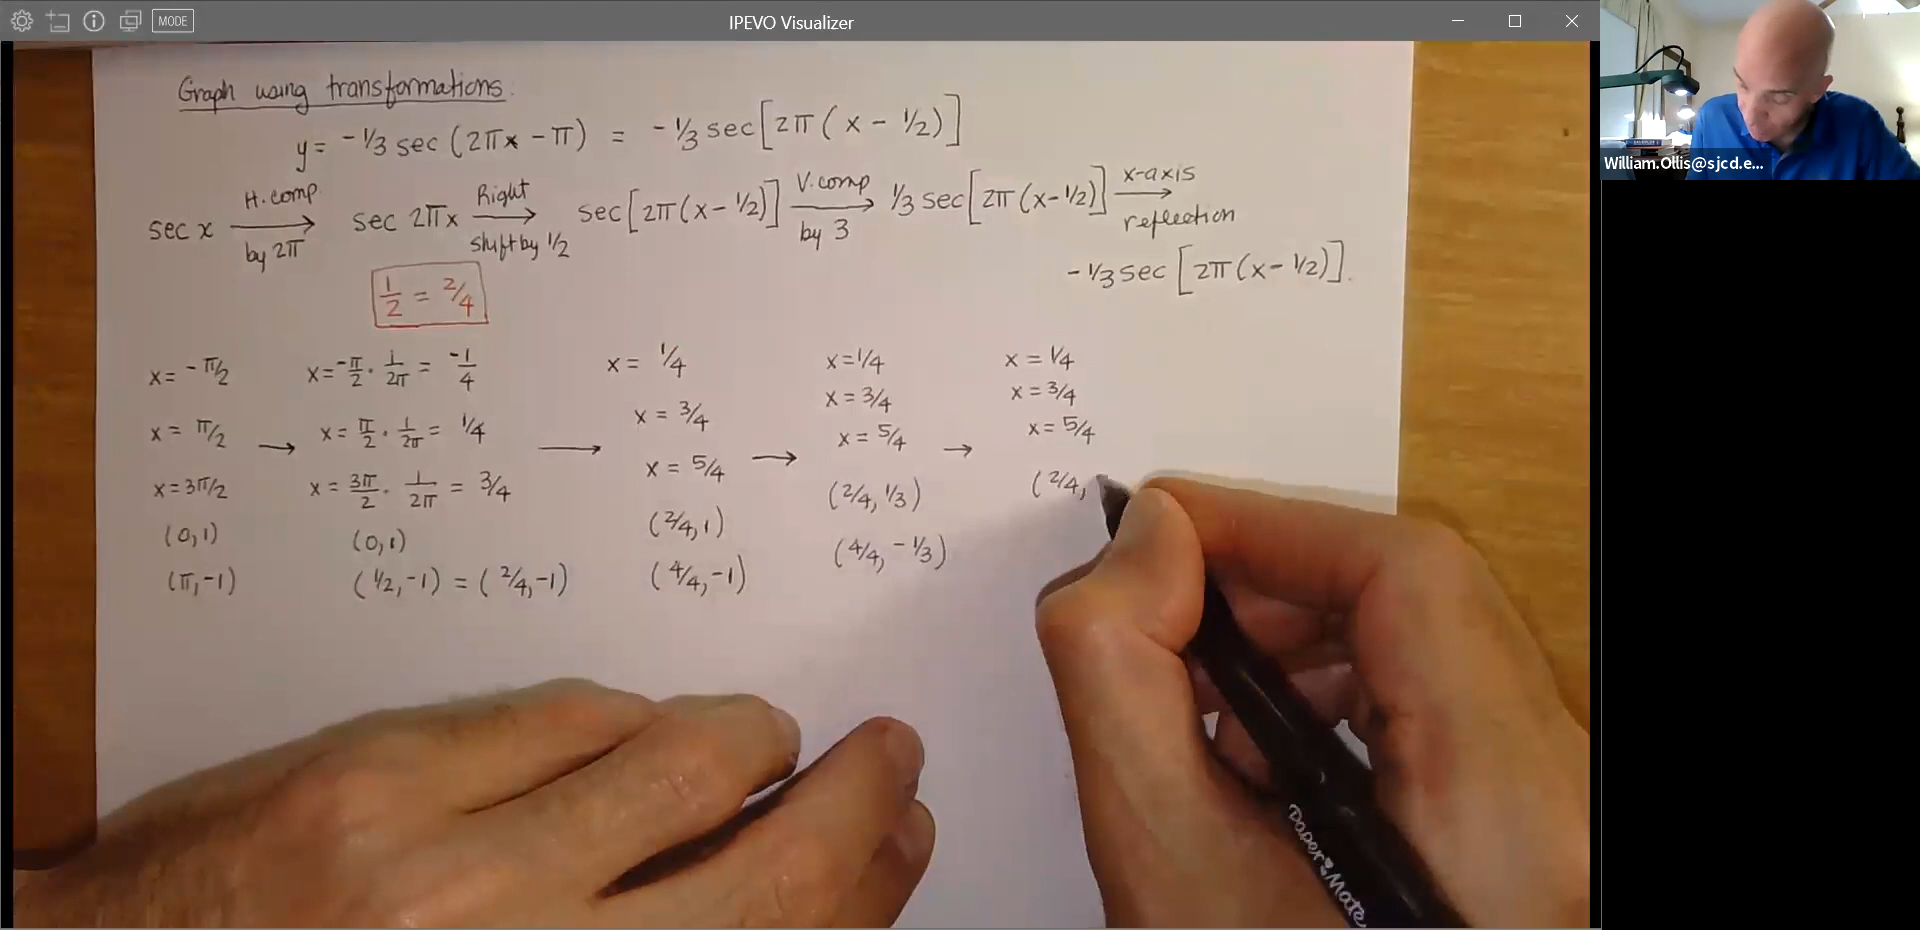 MODE
IPEVO Visualizer
William.Ollis@sjcd.e...
Graph using transformations.
y = -1/3 sec (2πx - π) = -1/3 sec[2π(x - 1/2)]
sec x H.comp by 2π → sec 2πx Right shift by 1/2 → sec[2π(x - 1/2)] V.comp by 3 → 1/3 sec[2π(x - 1/2)] x-axis reflection →
-1/3 sec[2π(x - 1/2)].
1/2 = 2/4
x = -π/2
x = π/2
x = 3π/2
(0,1)
(π,-1)
→
x = -π/2 · 1/2π = -1/4
x = π/2 · 1/2π = 1/4
x = 3π/2 · 1/2π = 3/4
(0,1)
(1/2,-1) = (2/4,-1)
→
x = 1/4
x = 3/4
x = 5/4
(2/4,1)
(4/4,-1)
→
x = 1/4
x = 3/4
x = 5/4
(2/4, 1/3)
(4/4, -1/3)
→
x = 1/4
x = 3/4
x = 5/4
(2/4,
Paper Mate